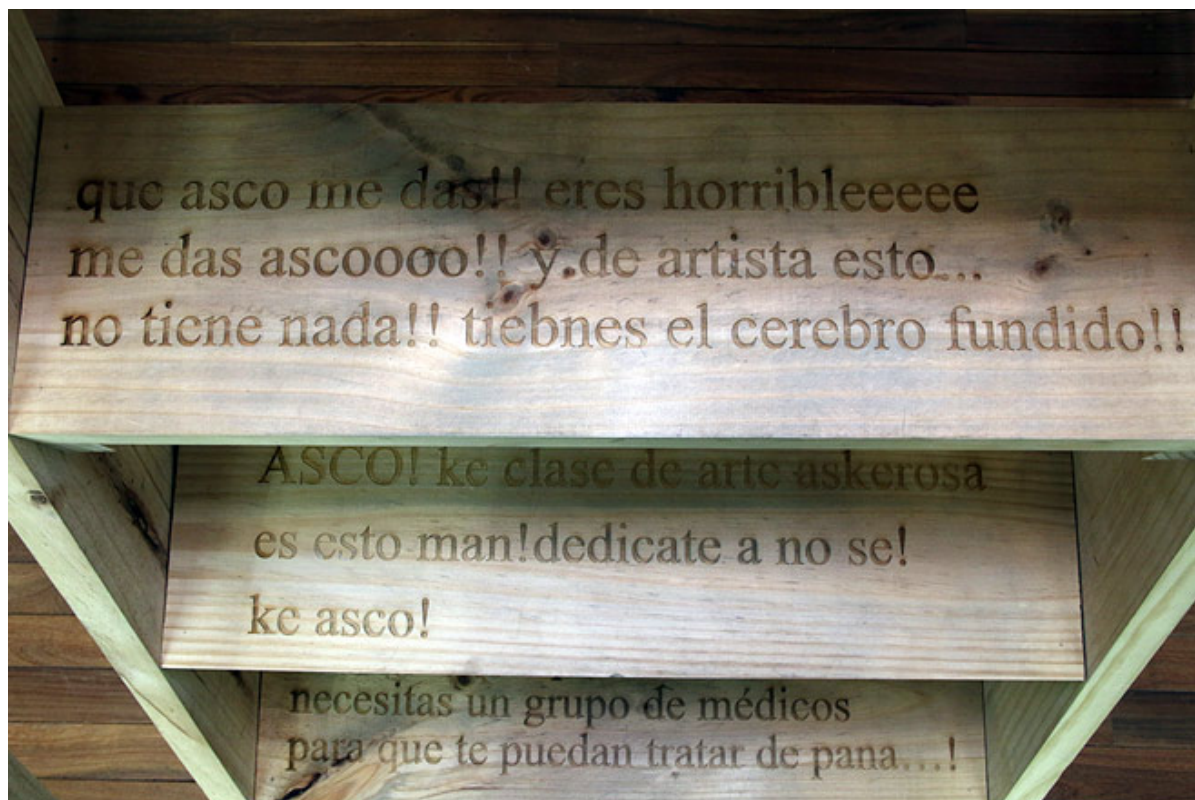 que asco me das!! eres horribleeeeee
me das ascoooo!! y de artista esto...
no tiene nada!! tiebnes el cerebro fundido!!
ASCO! ke clase de arte askerosa
es esto man!dedicate a no se!
ke asco!
necesitas un grupo de médicos
para que te puedan tratar de pana...!